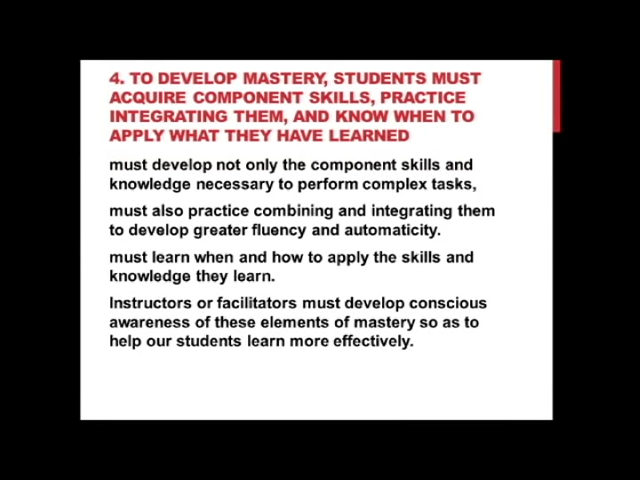 4. TO DEVELOP MASTERY, STUDENTS MUST
ACQUIRE COMPONENT SKILLS, PRACTICE
INTEGRATING THEM, AND KNOW WHEN TO
APPLY WHAT THEY HAVE LEARNED
must develop not only the component skills and
knowledge necessary to perform complex tasks,
must also practice combining and integrating them
to develop greater fluency and automaticity.
must learn when and how to apply the skills and
knowledge they learn.
Instructors or facilitators must develop conscious
awareness of these elements of mastery so as to
help our students learn more effectively.